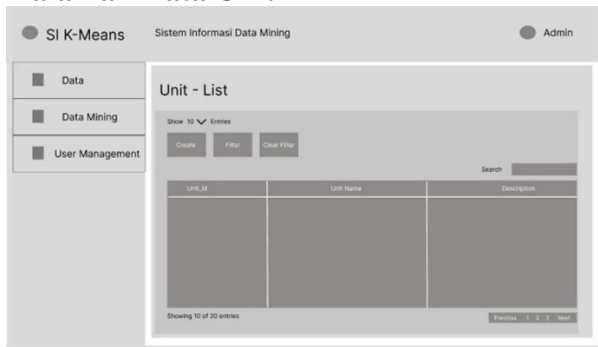 SI K-Means
Sistem Informasi Data Mining
Admin
Data
Data Mining
User Management
Unit - List
Show 10 Entries
Create Filter Clear Filter
Search
Unit_Id Unit Name Description
Showing 10 of 20 entries
Previous 1 2 3 Next